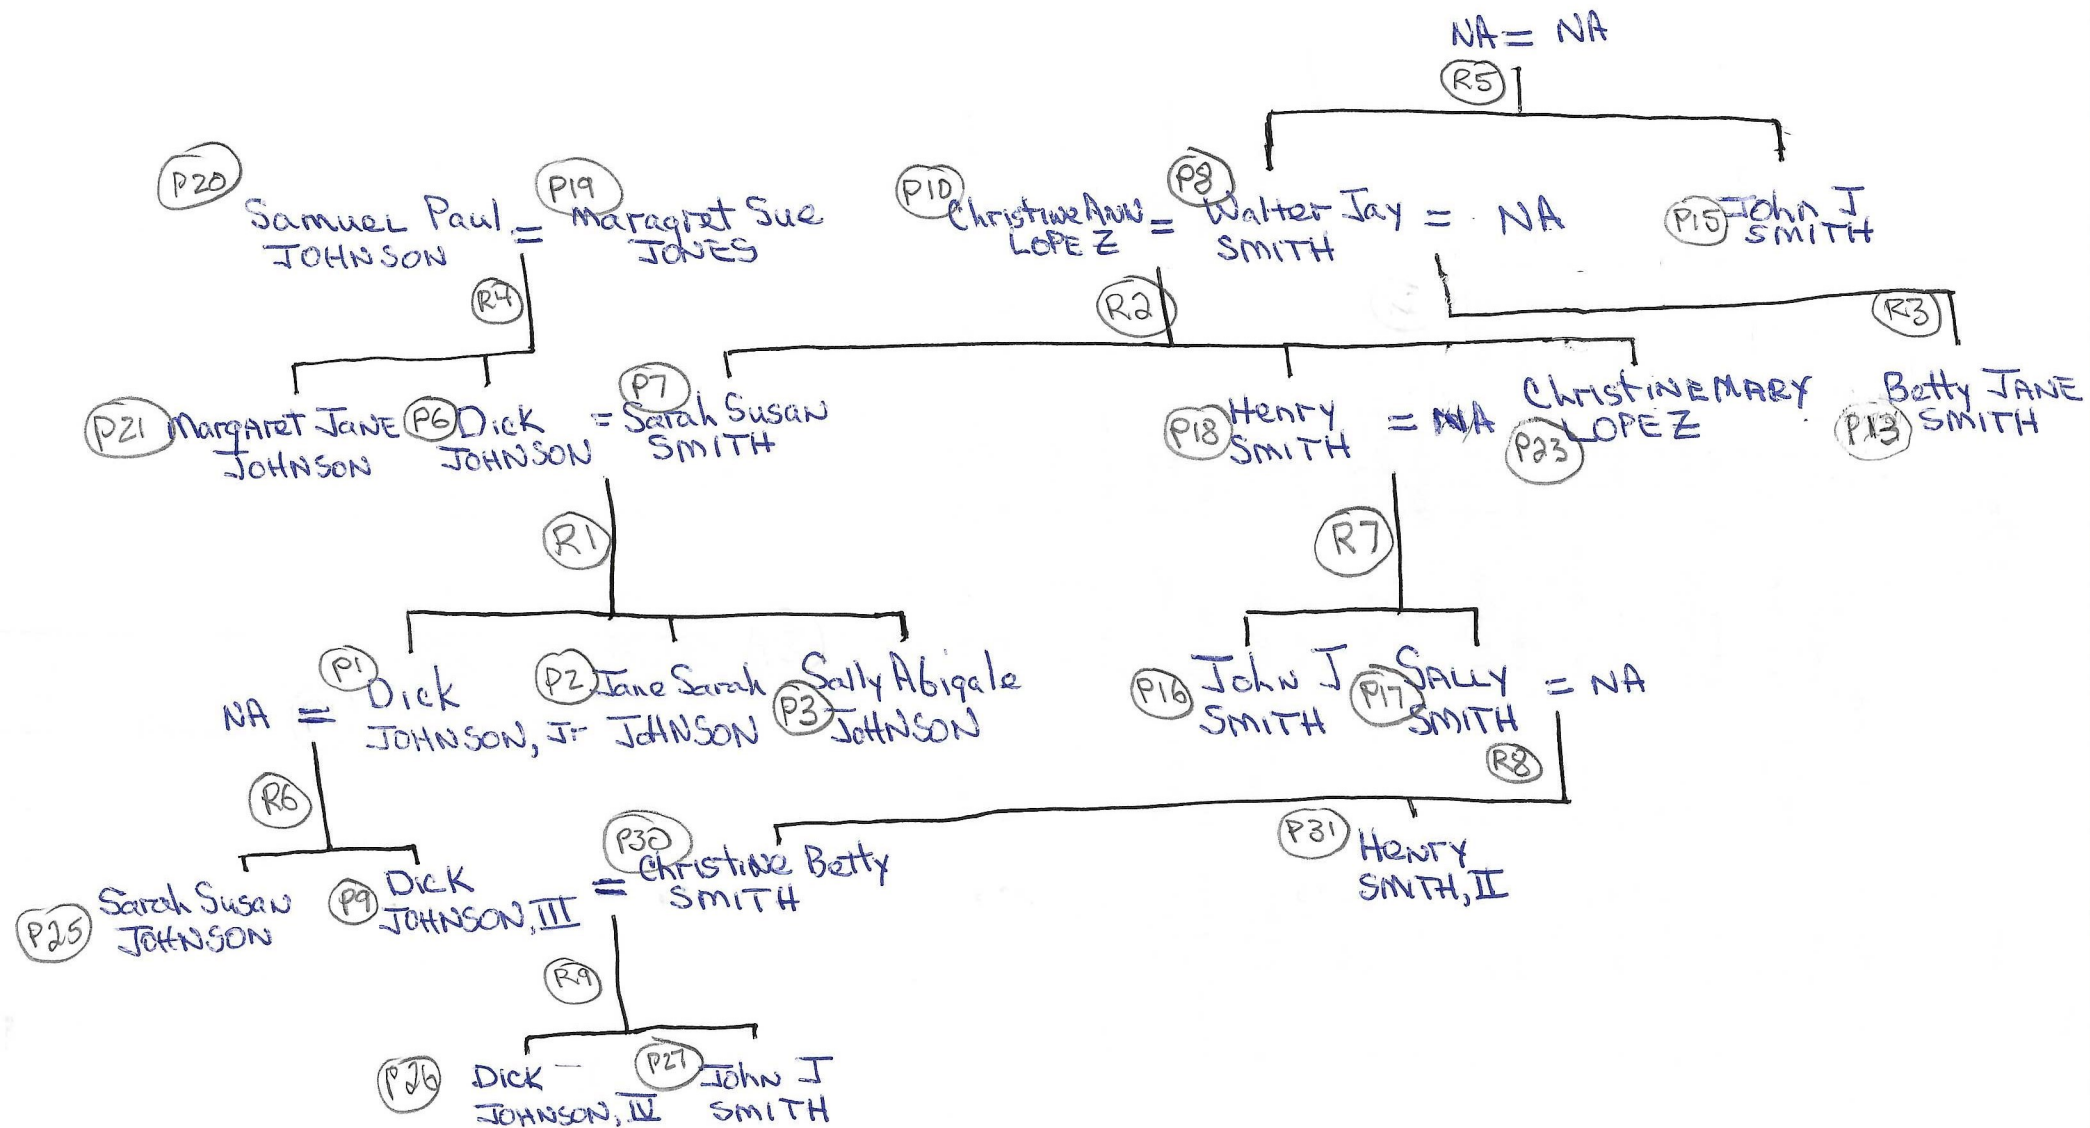 NA = NA
R5
P20 P19 P10 P8
Samuel Paul = Maragret Sue Christine Ann = Walter Jay = NA P15 John J
JOHNSON JONES LOPEZ SMITH SMITH
R4 R2 R3
P7
P21 Margaret Jane P6 Dick = Sarah Susan P18 Henry = NA Christine Mary Betty Jane
JOHNSON JOHNSON SMITH SMITH P23 LOPEZ P13 SMITH
R1 R7
P1 P2 Jane Sarah Sally Abigale P16 John J P17 Sally = NA
NA = Dick
JOHNSON, Jr JOHNSON P3 JOHNSON SMITH SMITH
R6 R8
P30 P31
Sarah Susan P9 Dick = Christine Betty Henry
P25 JOHNSON JOHNSON, III SMITH SMITH, II
R9
P26 Dick P27 John J
JOHNSON, IV SMITH